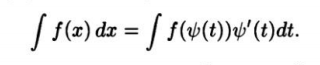 ∫ f(x) dx = ∫ f(ψ(t))ψ′(t)dt.